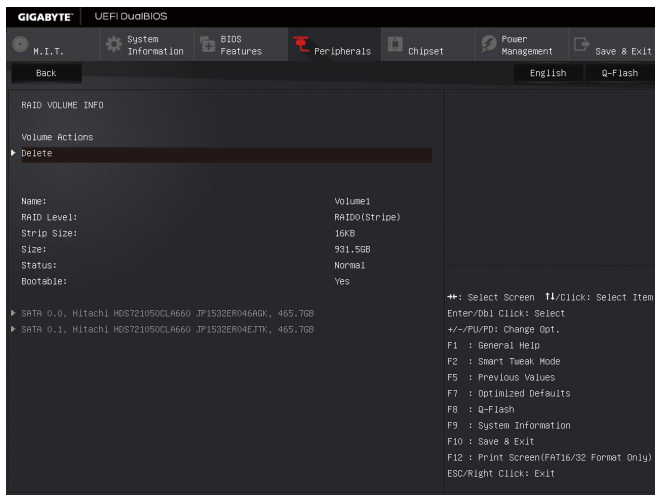 GIGABYTE™ UEFI DualBIOS
M.I.T. System Information BIOS Features Peripherals Chipset Power Management Save & Exit
Back English Q-Flash
RAID VOLUME INFO
Volume Actions
Delete
Name: Volume1
RAID Level: RAID0(Stripe)
Strip Size: 16KB
Size: 931.5GB
Status: Normal
Bootable: Yes
SATA 0.0, Hitachi HDS721050CLA660 JP1532ER046AGK, 465.7GB
SATA 0.1, Hitachi HDS721050CLA660 JP1532ER04EJTK, 465.7GB
→←: Select Screen ↑↓/Click: Select Item
Enter/Dbl Click: Select
+/-/PU/PD: Change Opt.
F1 : General Help
F2 : Smart Tweak Mode
F5 : Previous Values
F7 : Optimized Defaults
F8 : Q-Flash
F9 : System Information
F10 : Save & Exit
F12 : Print Screen(FAT16/32 Format Only)
ESC/Right Click: Exit